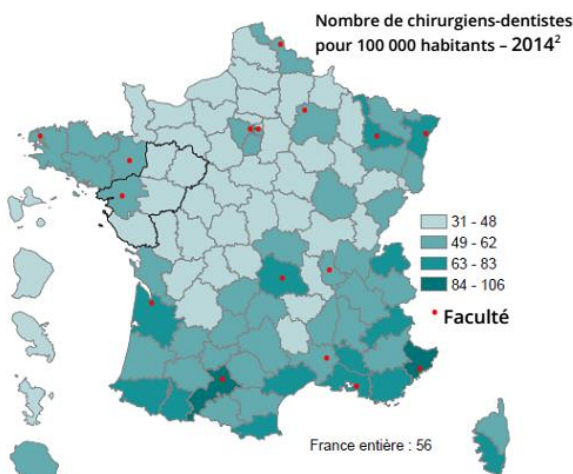 Nombre de chirurgiens-dentistes
pour 100 000 habitants – 2014²
31 - 48
49 - 62
63 - 83
84 - 106
Faculté
France entière : 56